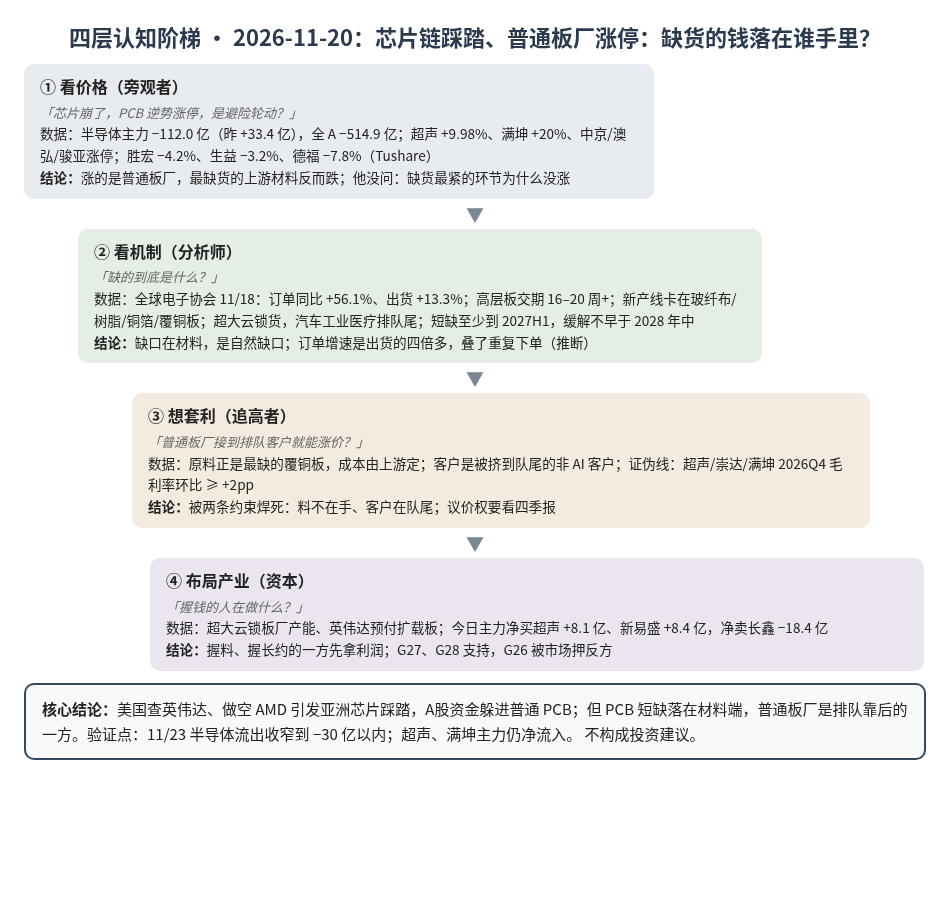 四层认知阶梯 · 2026-11-20：芯片链踩踏、普通板厂涨停：缺货的钱落在谁手里？
① 看价格（旁观者）
「芯片崩了，PCB 逆势涨停，是避险轮动？」
数据：半导体主力 −112.0 亿（昨 +33.4 亿），全 A −514.9 亿；超声 +9.98%、满坤 +20%、中京/澳
弘/骏亚涨停；胜宏 −4.2%、生益 −3.2%、德福 −7.8%（Tushare）
结论：涨的是普通板厂，最缺货的上游材料反而跌；他没问：缺货最紧的环节为什么没涨
② 看机制（分析师）
「缺的到底是什么？」
数据：全球电子协会 11/18：订单同比 +56.1%、出货 +13.3%；高层板交期 16–20 周+；新产线卡在玻纤布/
树脂/铜箔/覆铜板；超大云锁货，汽车工业医疗排队尾；短缺至少到 2027H1，缓解不早于 2028 年中
结论：缺口在材料，是自然缺口；订单增速是出货的四倍多，叠了重复下单（推断）
③ 想套利（追高者）
「普通板厂接到排队客户就能涨价？」
数据：原料正是最缺的覆铜板，成本由上游定；客户是被挤到队尾的非 AI 客户；证伪线：超声/崇达/满坤 2026Q4 毛
利率环比 ≥ +2pp
结论：被两条约束焊死：料不在手、客户在队尾；议价权要看四季报
④ 布局产业（资本）
「握钱的人在做什么？」
数据：超大云锁板厂产能、英伟达预付扩载板；今日主力净买超声 +8.1 亿、新易盛 +8.4 亿，净卖长鑫 −18.4 亿
结论：握料、握长约的一方先拿利润；G27、G28 支持，G26 被市场押反方
核心结论：美国查英伟达、做空 AMD 引发亚洲芯片踩踏，A股资金躲进普通 PCB；但 PCB 短缺落在材料端，普通板厂是排队靠后的
一方。验证点：11/23 半导体流出收窄到 −30 亿以内；超声、满坤主力仍净流入。 不构成投资建议。